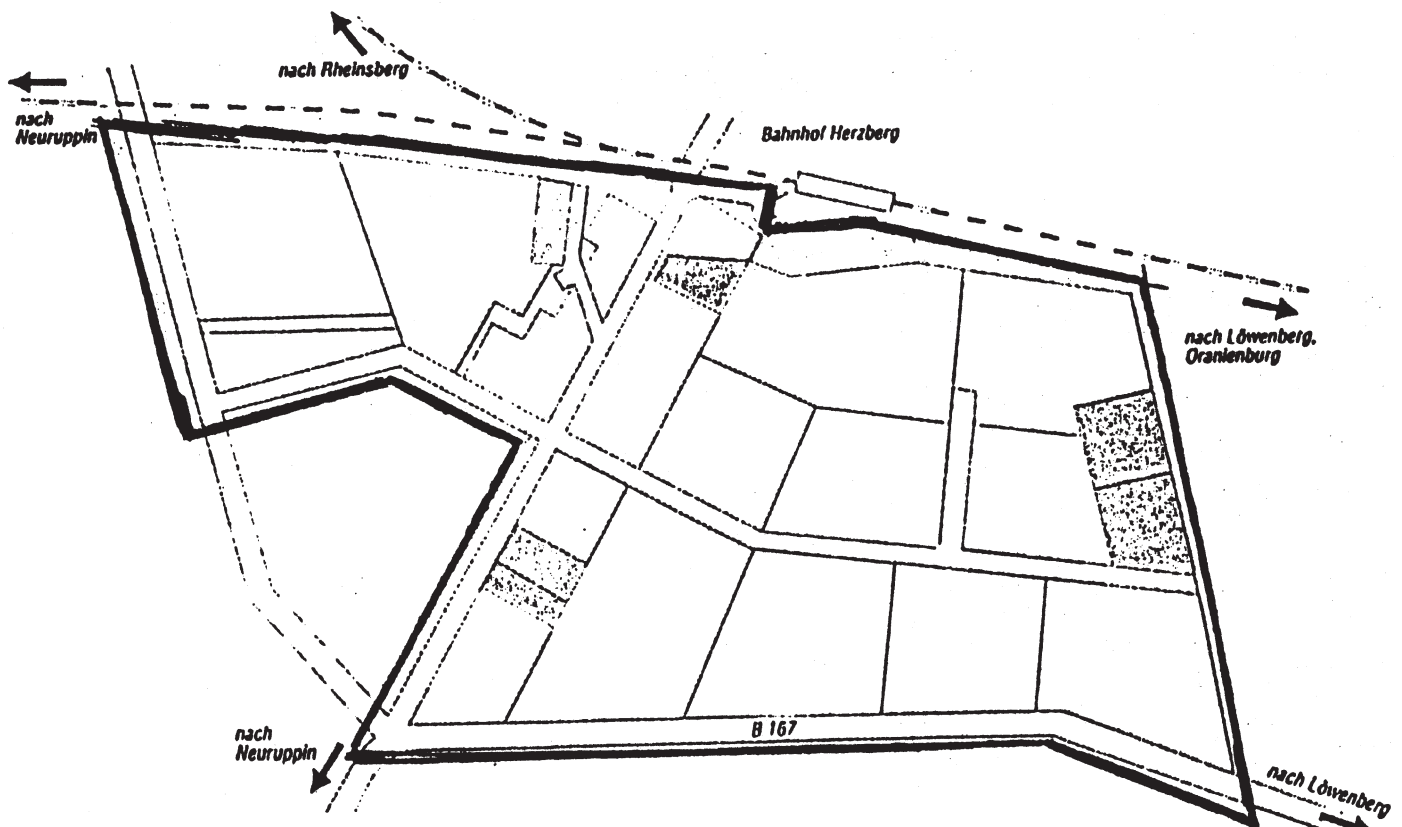 nach Rheinsberg
nach
Neuruppin
Bahnhof Herzberg
nach Löwenberg,
Oranienburg
B 167
nach
Neuruppin
nach Löwenberg